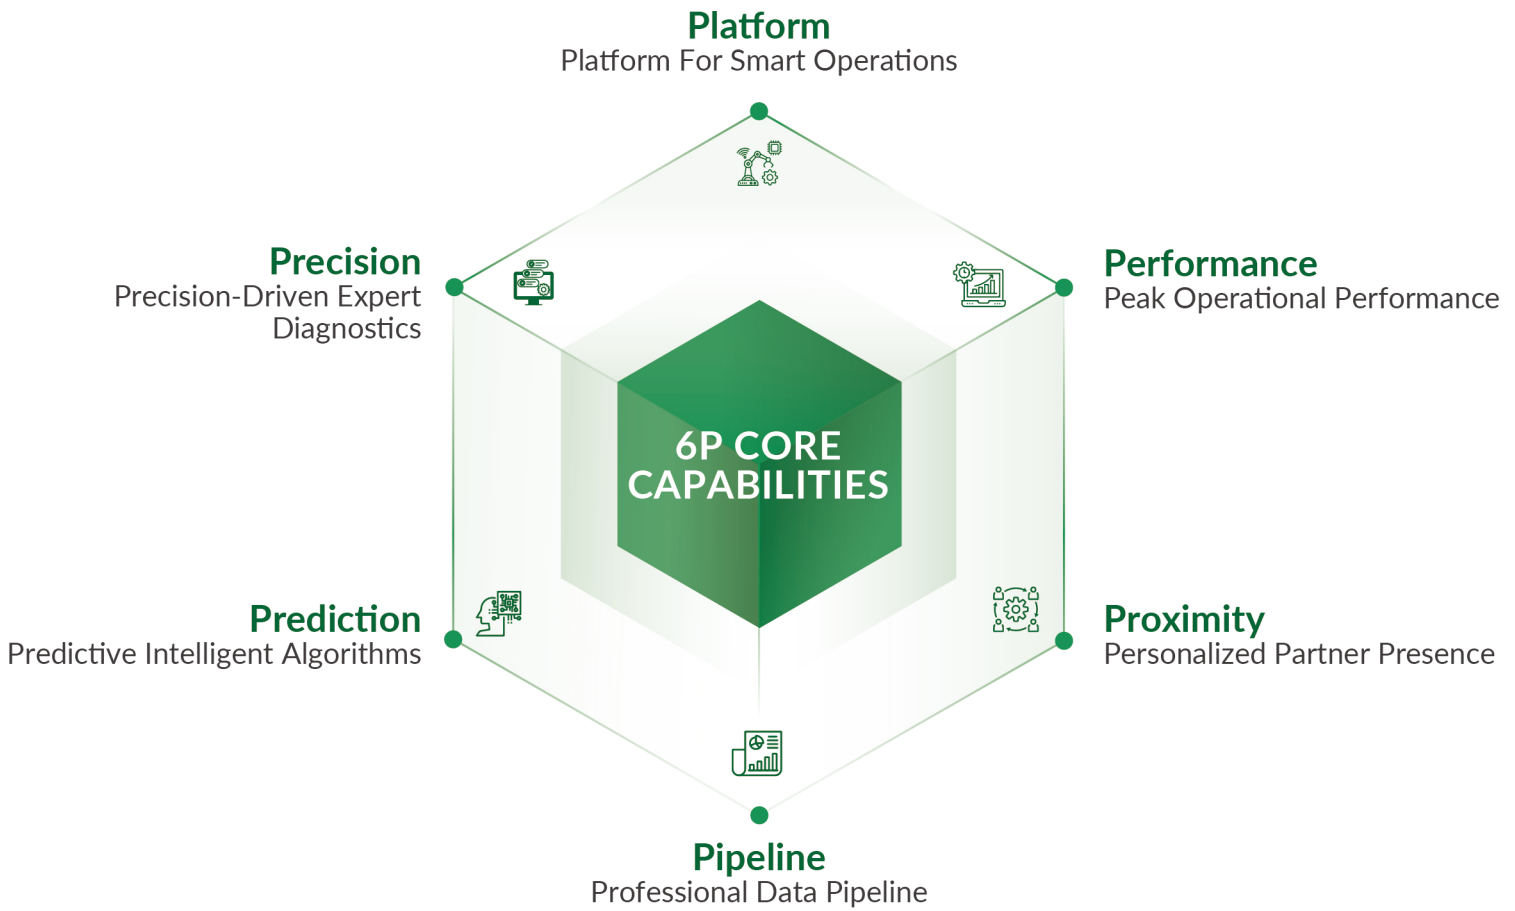 Platform
Platform For Smart Operations
Precision
Precision-Driven Expert
Diagnostics
Performance
Peak Operational Performance
6P CORE
CAPABILITIES
Prediction
Predictive Intelligent Algorithms
Proximity
Personalized Partner Presence
Pipeline
Professional Data Pipeline